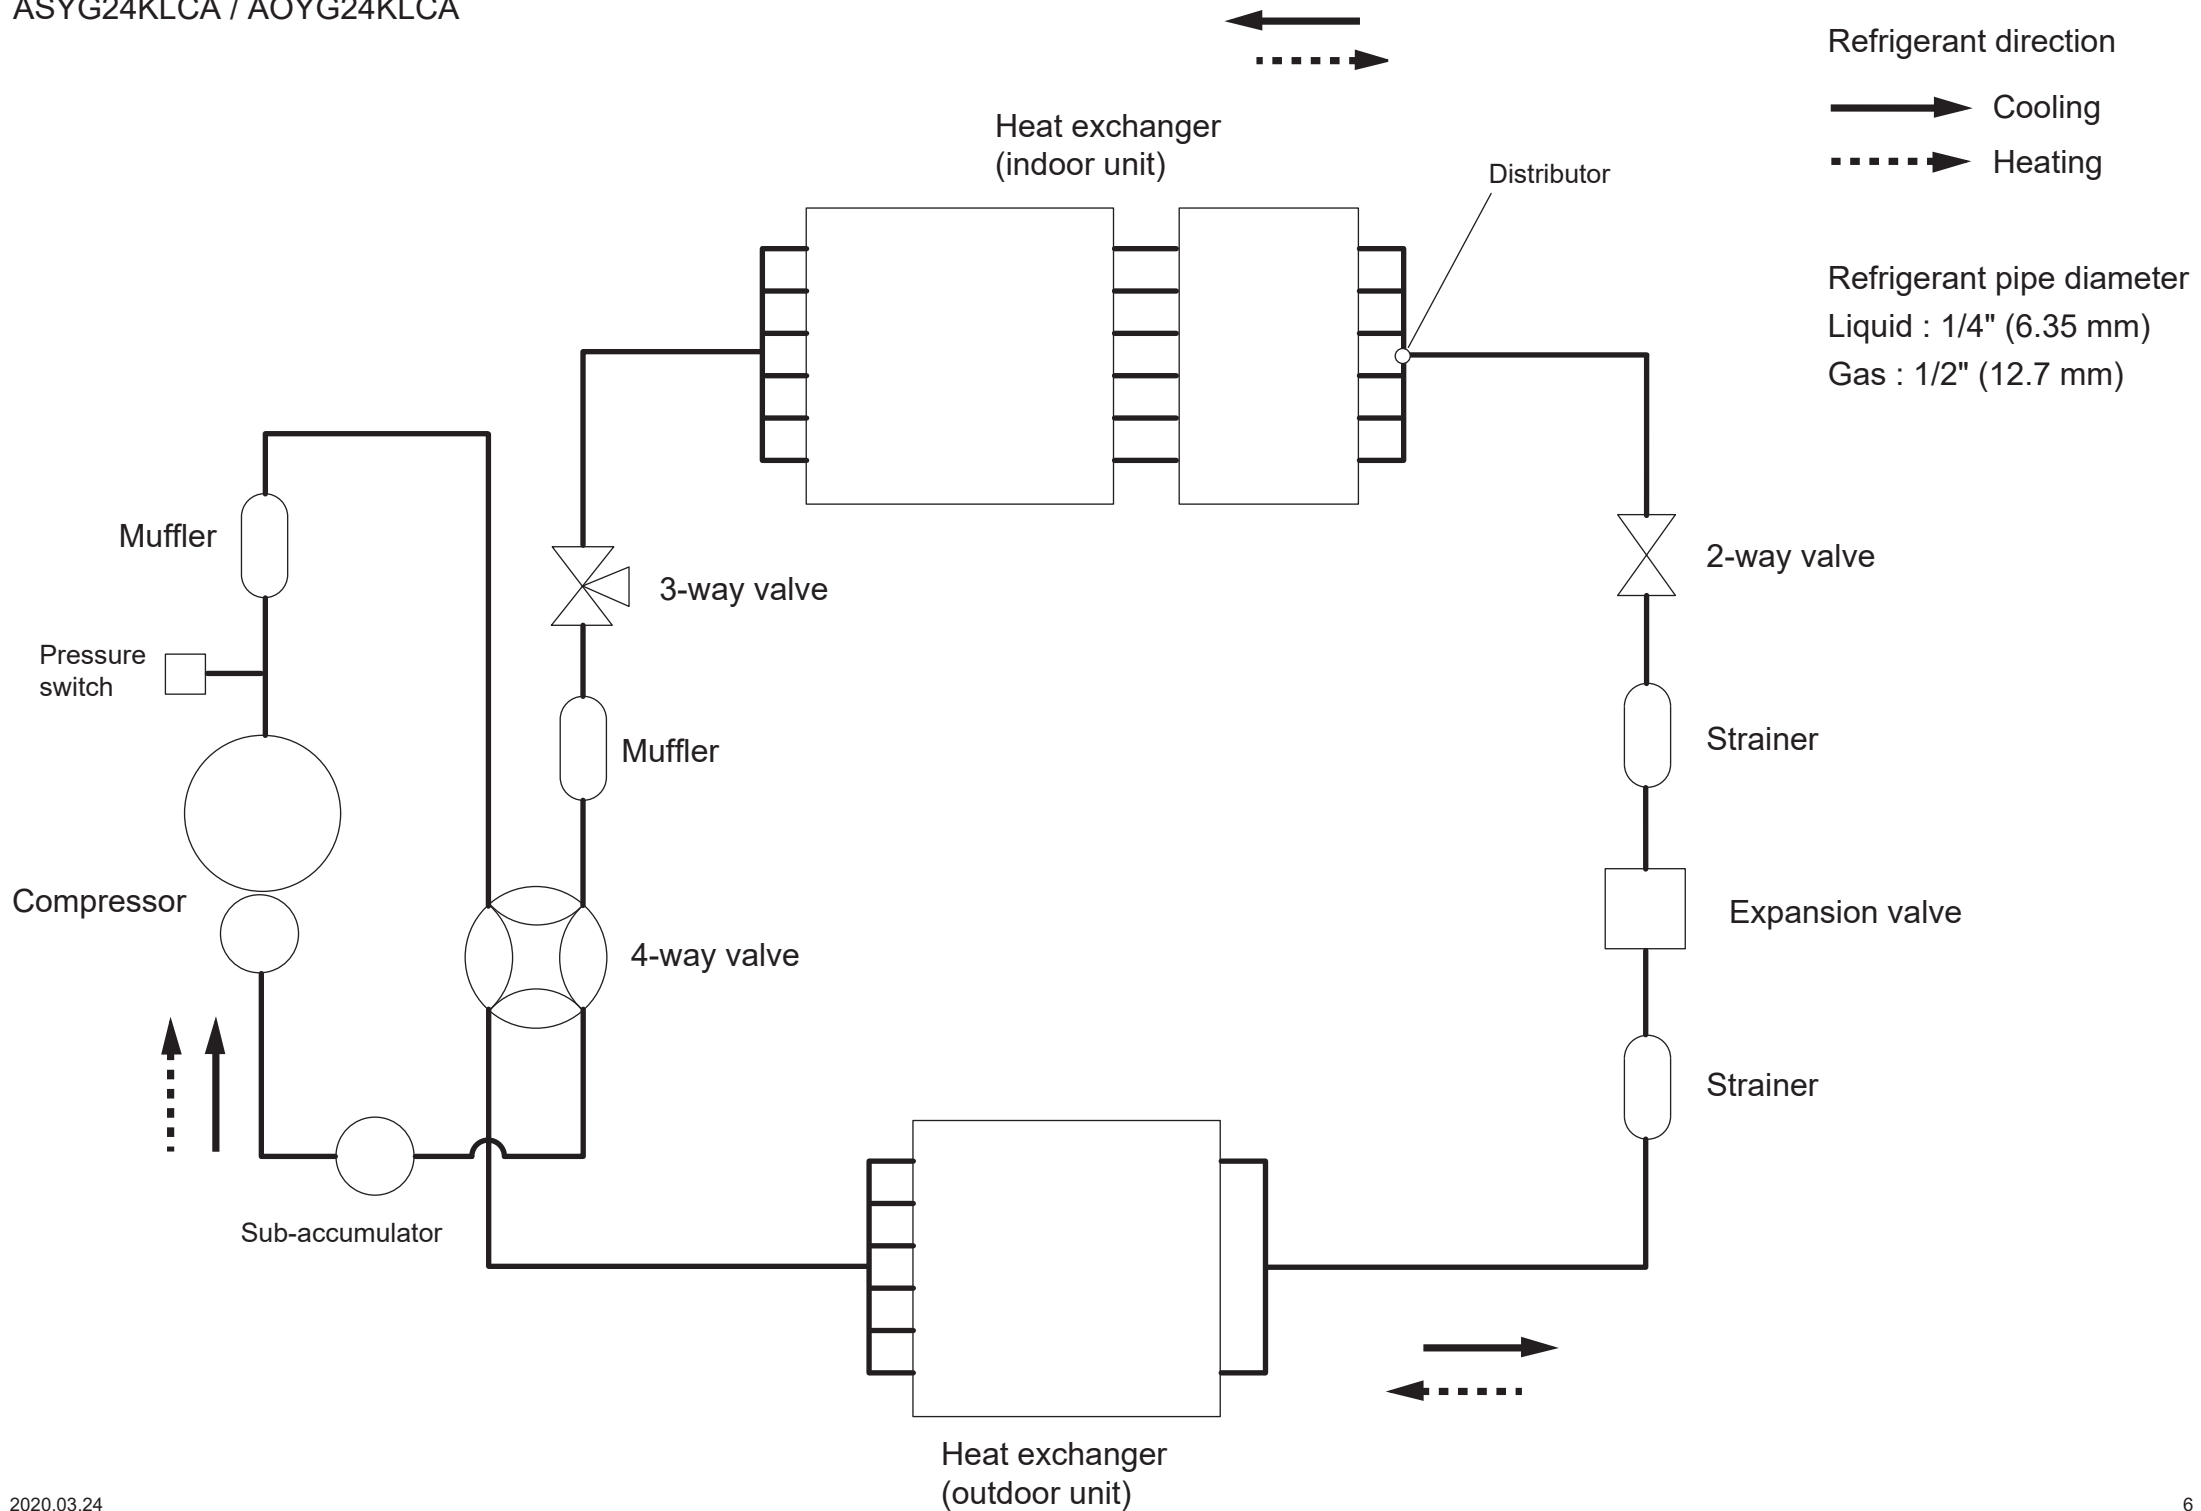 ASYG24KLCA / AOYG24KLCA
Refrigerant direction
Cooling
Heating
Heat exchanger
(indoor unit)
Distributor
Refrigerant pipe diameter
Liquid : 1/4" (6.35 mm)
Gas : 1/2" (12.7 mm)
Muffler
3-way valve
2-way valve
Pressure
switch
Muffler
Strainer
Compressor
4-way valve
Expansion valve
Strainer
Sub-accumulator
Heat exchanger
(outdoor unit)
2020.03.24
6